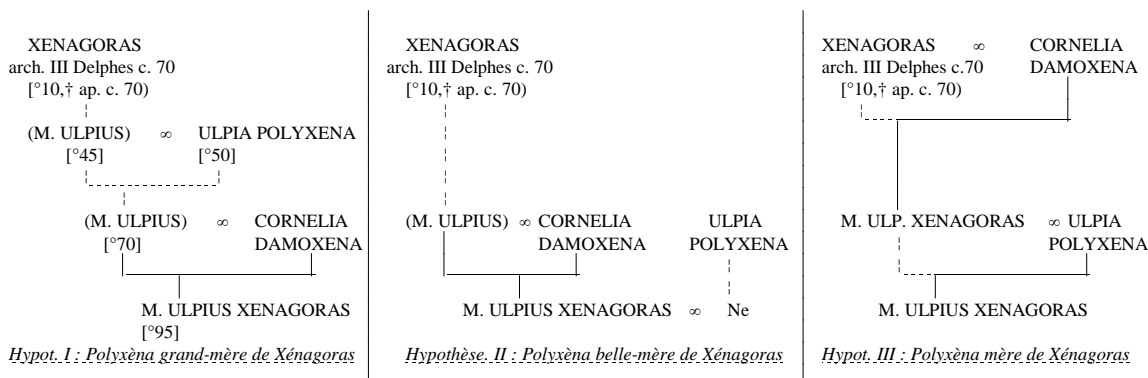 XENAGORAS
arch. III Delphes c. 70
[°10,† ap. c. 70)
(M. ULPIUS) ∞ ULPIA POLYXENA
[°45] [°50]
(M. ULPIUS) ∞ CORNELIA
[°70] DAMOXENA
M. ULPIUS XENAGORAS
[°95]
Hypot. I : Polyxèna grand-mère de Xénagoras
XENAGORAS
arch. III Delphes c. 70
[°10,† ap. c. 70)
(M. ULPIUS) ∞ CORNELIA ULPIA
DAMOXENA POLYXENA
M. ULPIUS XENAGORAS ∞ Ne
Hypothèse. II : Polyxèna belle-mère de Xénagoras
XENAGORAS ∞ CORNELIA
arch. III Delphes c.70 DAMOXENA
[°10,† ap. c. 70)
M. ULP. XENAGORAS ∞ ULPIA
POLYXENA
M. ULPIUS XENAGORAS
Hypot. III : Polyxèna mère de Xénagoras